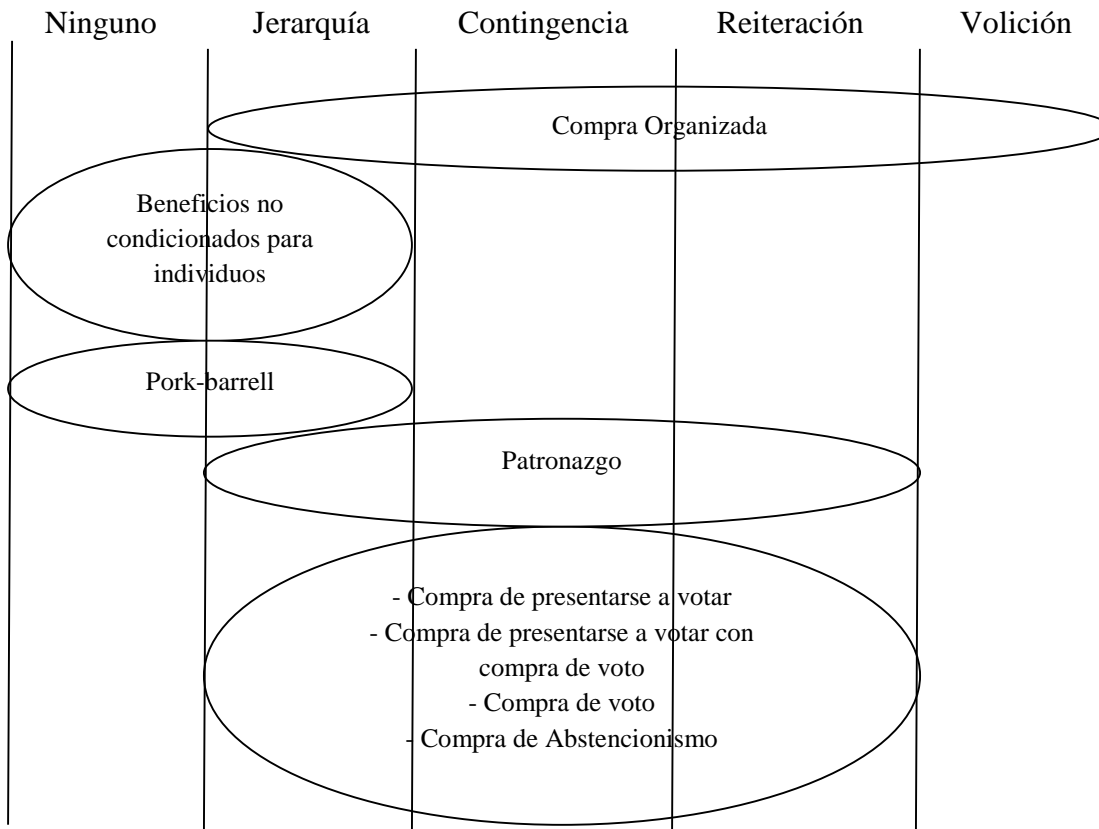 Ninguno Jerarquía Contingencia Reiteración Volición
Compra Organizada
Beneficios no
condicionados para
individuos
Pork-barrell
Patronazgo
- Compra de presentarse a votar
- Compra de presentarse a votar con
compra de voto
- Compra de voto
- Compra de Abstencionismo